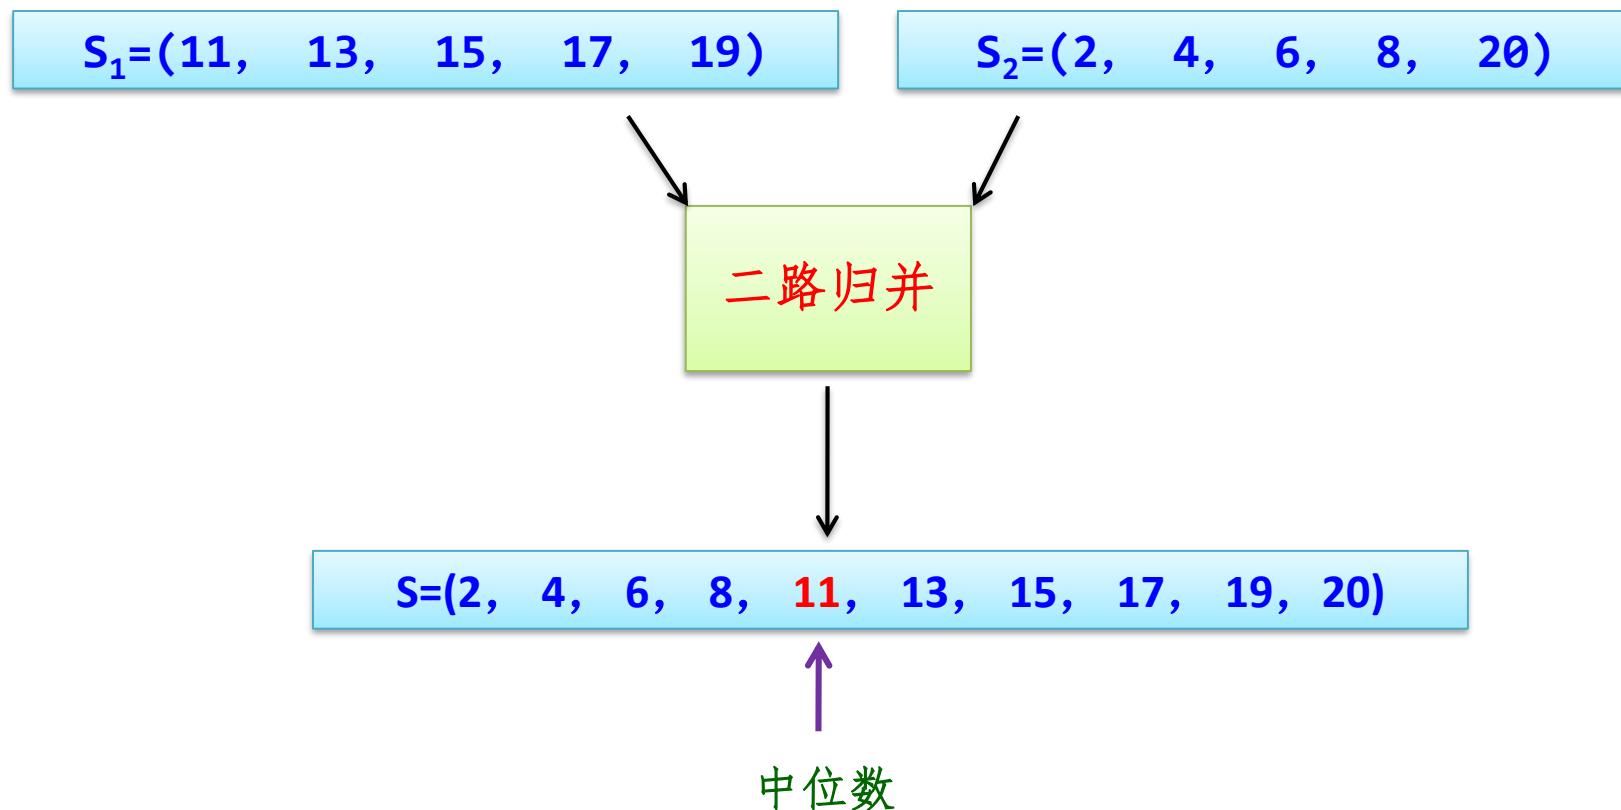 S₁=(11, 13, 15, 17, 19)
S₂=(2, 4, 6, 8, 20)
二路归并
S=(2, 4, 6, 8, 11, 13, 15, 17, 19, 20)
中位数